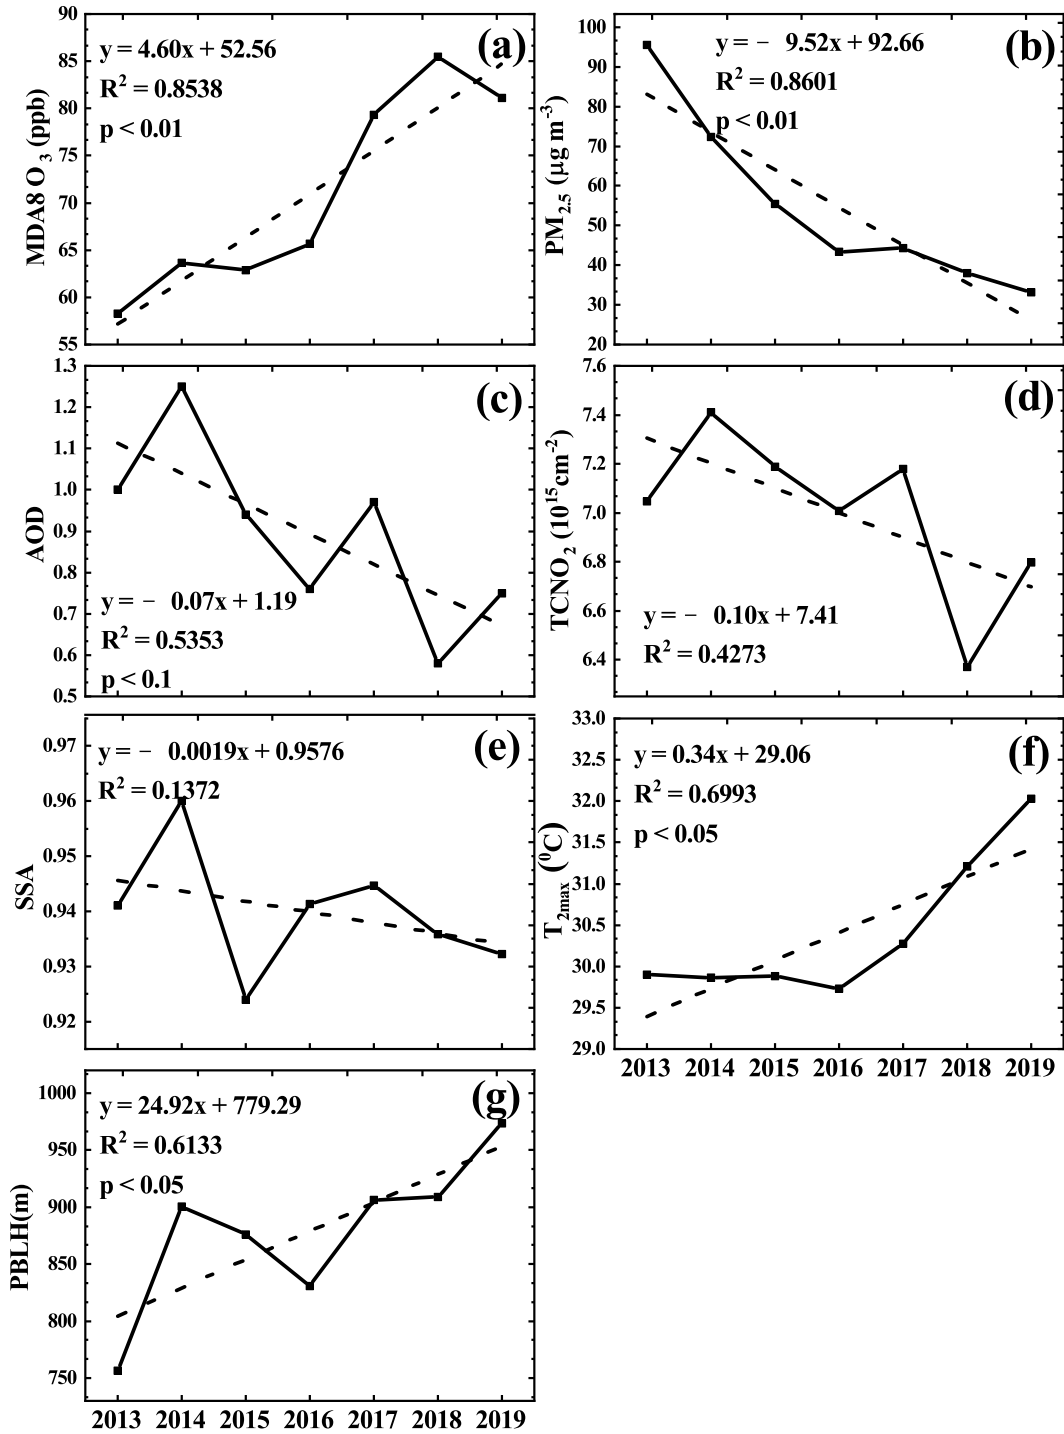 (a)
y = 4.60x + 52.56
R² = 0.8538
p < 0.01
MDA8 O₃ (ppb)
90
85
80
75
70
65
60
55
(b)
y = − 9.52x + 92.66
R² = 0.8601
p < 0.01
PM₂.₅ (μg m⁻³)
100
90
80
70
60
50
40
30
20
(c)
y = − 0.07x + 1.19
R² = 0.5353
p < 0.1
AOD
1.3
1.2
1.1
1.0
0.9
0.8
0.7
0.6
0.5
(d)
y = − 0.10x + 7.41
R² = 0.4273
TCNO₂ (10¹⁵cm⁻²)
7.6
7.4
7.2
7.0
6.8
6.6
6.4
(e)
y = − 0.0019x + 0.9576
R² = 0.1372
SSA
0.97
0.96
0.95
0.94
0.93
0.92
(f)
y = 0.34x + 29.06
R² = 0.6993
p < 0.05
T₂ₘₐₓ (⁰C)
33.0
32.5
32.0
31.5
31.0
30.5
30.0
29.5
29.0
2013 2014 2015 2016 2017 2018 2019
(g)
y = 24.92x + 779.29
R² = 0.6133
p < 0.05
PBLH(m)
1000
950
900
850
800
750
2013 2014 2015 2016 2017 2018 2019